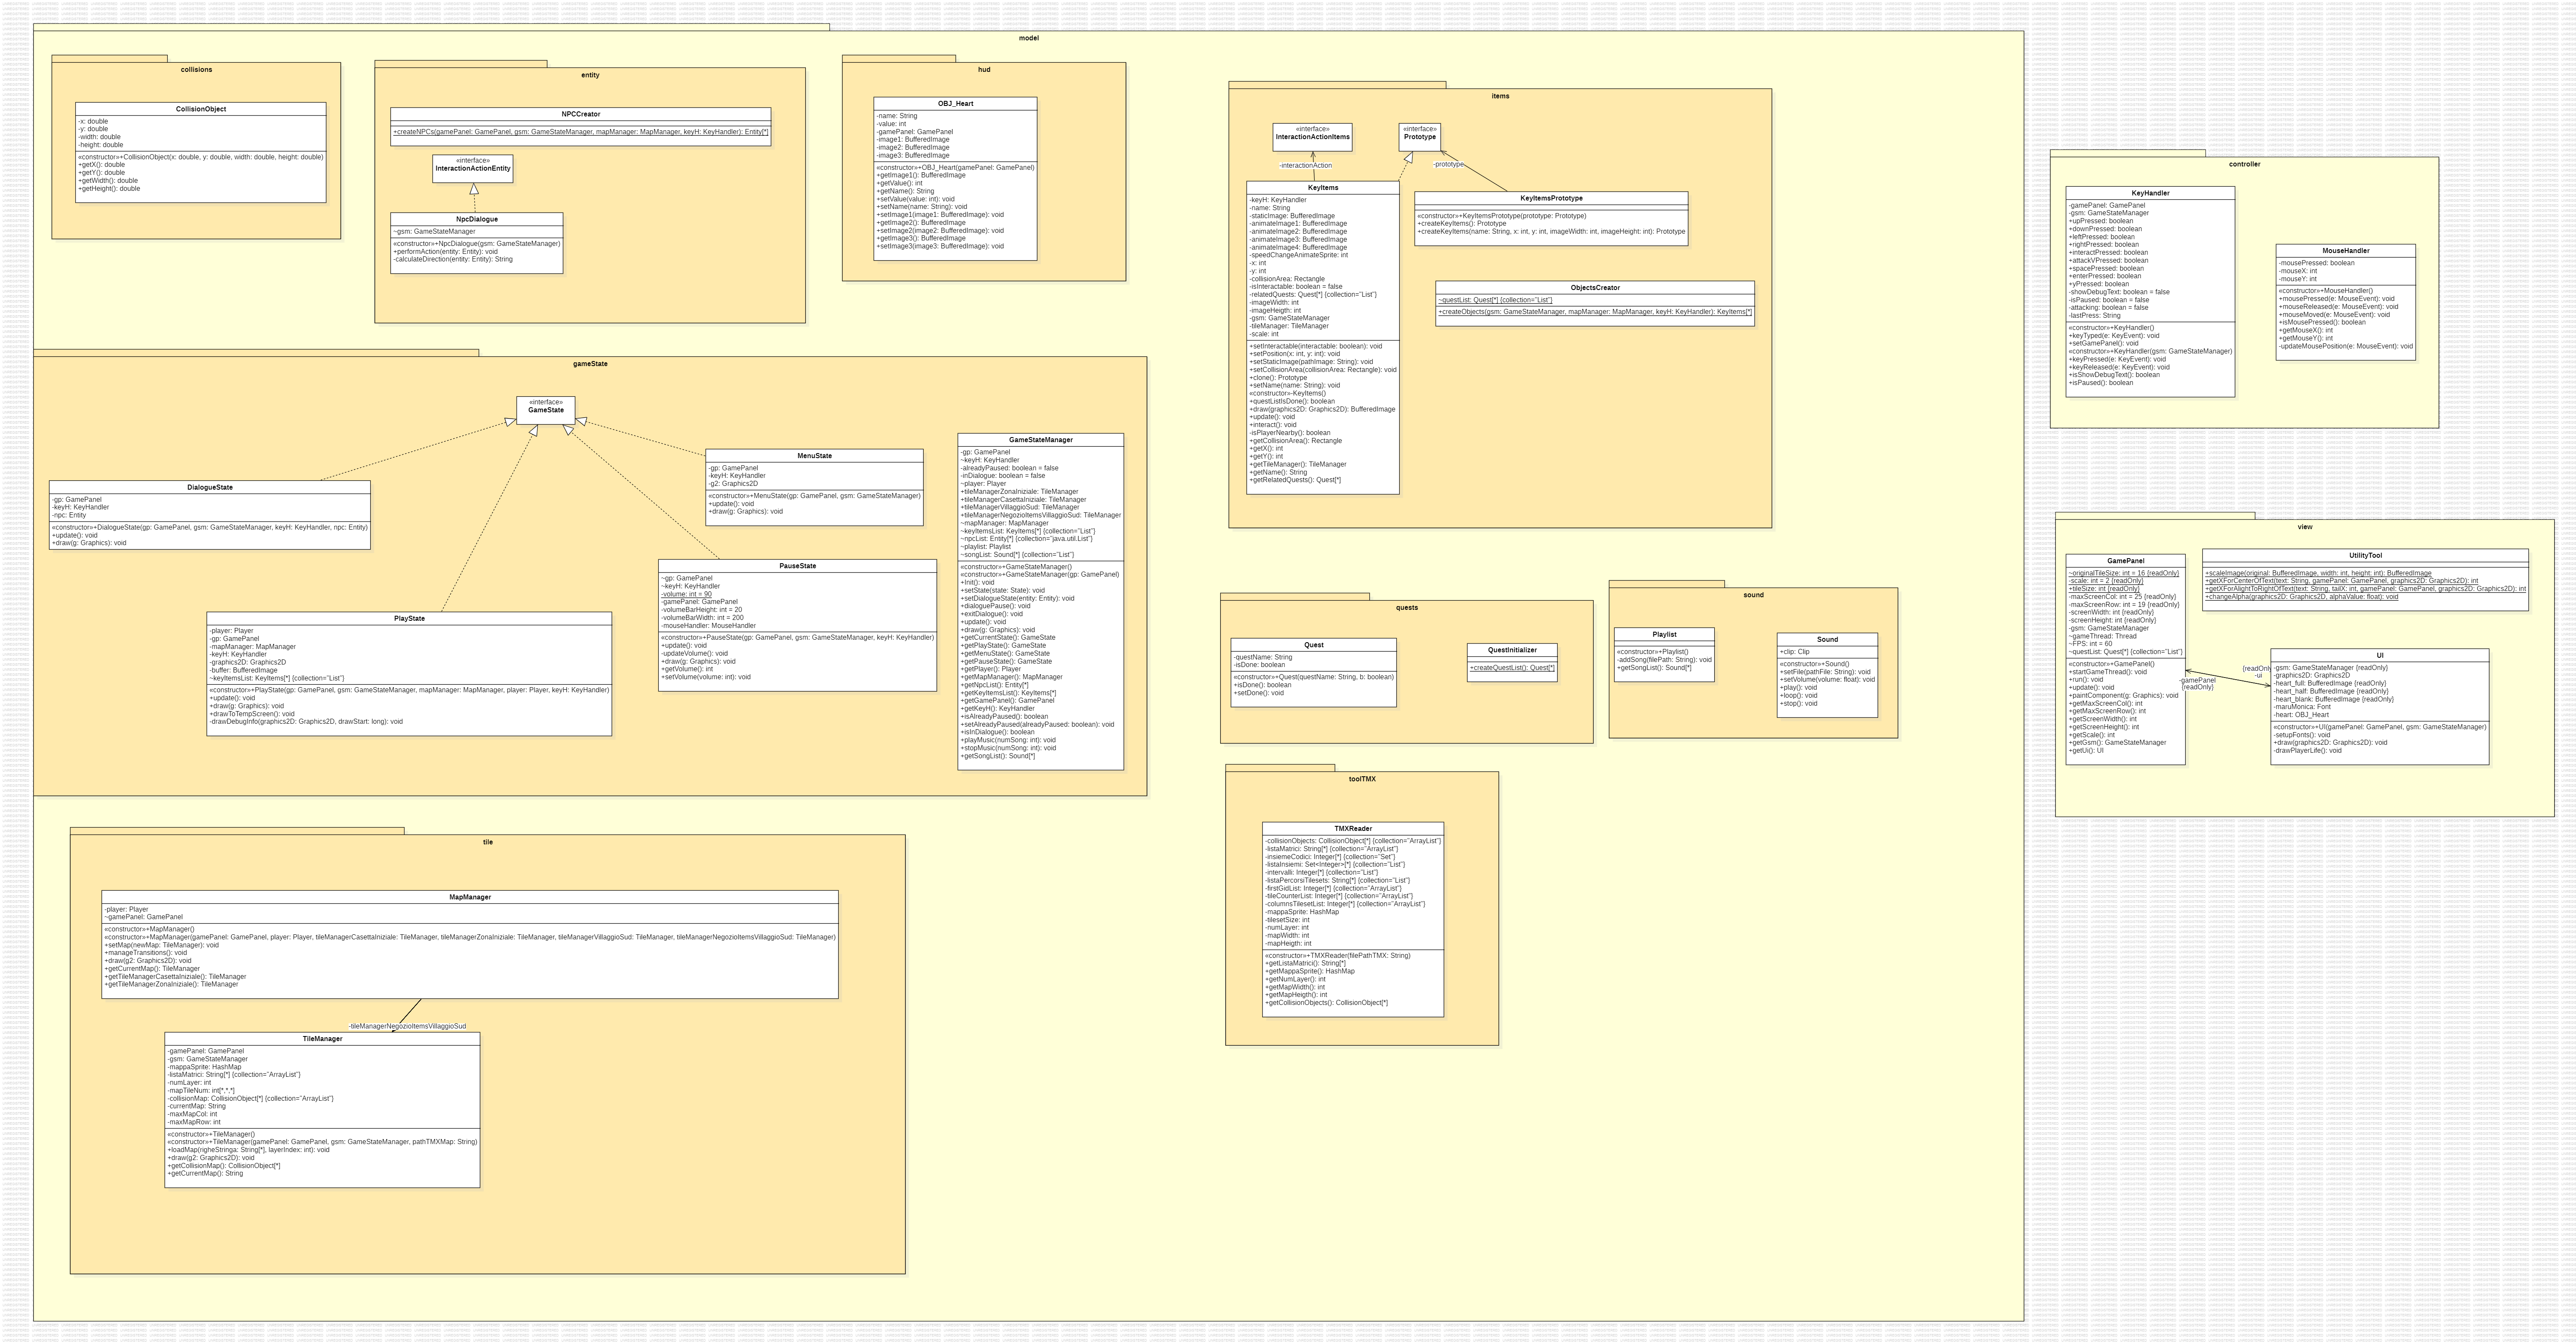 model
collisions
CollisionObject
-x: double
-y: double
-width: double
-height: double
«constructor»+CollisionObject(x: double, y: double, width: double, height: double)
+getX(): double
+getY(): double
+getWidth(): double
+getHeight(): double
entity
NPCCreator
+createNPCs(gamePanel: GamePanel, gsm: GameStateManager, mapManager: MapManager, keyH: KeyHandler): Entity[*]
«interface»
InteractionActionEntity
NpcDialogue
~gsm: GameStateManager
«constructor»+NpcDialogue(gsm: GameStateManager)
+performAction(entity: Entity): void
-calculateDirection(entity: Entity): String
hud
OBJ_Heart
-name: String
-value: int
-gamePanel: GamePanel
-image1: BufferedImage
-image2: BufferedImage
-image3: BufferedImage
«constructor»+OBJ_Heart(gamePanel: GamePanel)
+getImage1(): BufferedImage
+getValue(): int
+getName(): String
+setValue(value: int): void
+setName(name: String): void
+setImage1(image1: BufferedImage): void
+getImage2(): BufferedImage
+setImage2(image2: BufferedImage): void
+getImage3(): BufferedImage
+setImage3(image3: BufferedImage): void
items
«interface»
InteractionActionItems
«interface»
Prototype
-interactionAction
-prototype
KeyItems
-keyH: KeyHandler
-name: String
-staticImage: BufferedImage
-animateImage1: BufferedImage
-animateImage2: BufferedImage
-animateImage3: BufferedImage
-animateImage4: BufferedImage
-speedChangeAnimateSprite: int
-x: int
-y: int
-collisionArea: Rectangle
-isInteractable: boolean = false
-relatedQuests: Quest[*] {collection="List"}
-imageWidth: int
-imageHeigth: int
-gsm: GameStateManager
-tileManager: TileManager
-scale: int
+setInteractable(interactable: boolean): void
+setPosition(x: int, y: int): void
+setStaticImage(pathImage: String): void
+setCollisionArea(collisionArea: Rectangle): void
+clone(): Prototype
+setName(name: String): void
«constructor»-KeyItems()
+questListIsDone(): boolean
+draw(graphics2D: Graphics2D): BufferedImage
+update(): void
+interact(): void
-isPlayerNearby(): boolean
+getCollisionArea(): Rectangle
+getX(): int
+getY(): int
+getTileManager(): TileManager
+getName(): String
+getRelatedQuests(): Quest[*]
KeyItemsPrototype
«constructor»+KeyItemsPrototype(prototype: Prototype)
+createKeyItems(): Prototype
+createKeyItems(name: String, x: int, y: int, imageWidth: int, imageHeight: int): Prototype
ObjectsCreator
~questList: Quest[*] {collection="List"}
+createObjects(gsm: GameStateManager, mapManager: MapManager, keyH: KeyHandler): KeyItems[*]
controller
KeyHandler
-gamePanel: GamePanel
-gsm: GameStateManager
+upPressed: boolean
+downPressed: boolean
+leftPressed: boolean
+rightPressed: boolean
+interactPressed: boolean
+attackVPressed: boolean
+spacePressed: boolean
+enterPressed: boolean
+yPressed: boolean
-showDebugText: boolean = false
-isPaused: boolean = false
-attacking: boolean = false
-lastPress: String
«constructor»+KeyHandler()
+keyTyped(e: KeyEvent): void
+setGamePanel(): void
«constructor»+KeyHandler(gsm: GameStateManager)
+keyPressed(e: KeyEvent): void
+keyReleased(e: KeyEvent): void
+isShowDebugText(): boolean
+isPaused(): boolean
MouseHandler
-mousePressed: boolean
-mouseX: int
-mouseY: int
«constructor»+MouseHandler()
+mousePressed(e: MouseEvent): void
+mouseReleased(e: MouseEvent): void
+mouseMoved(e: MouseEvent): void
+isMousePressed(): boolean
+getMouseX(): int
+getMouseY(): int
-updateMousePosition(e: MouseEvent): void
gameState
«interface»
GameState
DialogueState
-gp: GamePanel
-keyH: KeyHandler
-npc: Entity
«constructor»+DialogueState(gp: GamePanel, gsm: GameStateManager, keyH: KeyHandler, npc: Entity)
+update(): void
+draw(g: Graphics): void
MenuState
-gp: GamePanel
-keyH: KeyHandler
-g2: Graphics2D
«constructor»+MenuState(gp: GamePanel, gsm: GameStateManager)
+update(): void
+draw(g: Graphics): void
PauseState
~gp: GamePanel
~keyH: KeyHandler
-volume: int = 90
-gamePanel: GamePanel
-volumeBarHeight: int = 20
-volumeBarWidth: int = 200
-mouseHandler: MouseHandler
«constructor»+PauseState(gp: GamePanel, gsm: GameStateManager, keyH: KeyHandler)
+update(): void
-updateVolume(): void
+draw(g: Graphics): void
+getVolume(): int
+setVolume(volume: int): void
PlayState
-player: Player
-gp: GamePanel
-mapManager: MapManager
-keyH: KeyHandler
-graphics2D: Graphics2D
-buffer: BufferedImage
~keyItemsList: KeyItems[*] {collection="List"}
«constructor»+PlayState(gp: GamePanel, gsm: GameStateManager, mapManager: MapManager, player: Player, keyH: KeyHandler)
+update(): void
+draw(g: Graphics): void
+drawToTempScreen(): void
-drawDebugInfo(graphics2D: Graphics2D, drawStart: long): void
GameStateManager
-gp: GamePanel
~keyH: KeyHandler
-alreadyPaused: boolean = false
-inDialogue: boolean = false
~player: Player
+tileManagerZonaIniziale: TileManager
+tileManagerCasettaIniziale: TileManager
+tileManagerVillaggioSud: TileManager
+tileManagerNegozioItemsVillaggioSud: TileManager
~mapManager: MapManager
~keyItemsList: KeyItems[*] {collection="List"}
~npcList: Entity[*] {collection="java.util.List"}
~playlist: Playlist
~songList: Sound[*] {collection="List"}
«constructor»+GameStateManager()
«constructor»+GameStateManager(gp: GamePanel)
+Init(): void
+setState(state: State): void
+setDialogueState(entity: Entity): void
+dialoguePause(): void
+exitDialogue(): void
+update(): void
+draw(g: Graphics): void
+getCurrentState(): GameState
+getPlayState(): GameState
+getMenuState(): GameState
+getPauseState(): GameState
+getPlayer(): Player
+getMapManager(): MapManager
+getNpcList(): Entity[*]
+getKeyItemsList(): KeyItems[*]
+getGamePanel(): GamePanel
+getKeyH(): KeyHandler
+isAlreadyPaused(): boolean
+setAlreadyPaused(alreadyPaused: boolean): void
+isInDialogue(): boolean
+playMusic(numSong: int): void
+stopMusic(numSong: int): void
+getSongList(): Sound[*]
view
GamePanel
~originalTileSize: int = 16 {readOnly}
-scale: int = 2 {readOnly}
+tileSize: int {readOnly}
-maxScreenCol: int = 25 {readOnly}
-maxScreenRow: int = 19 {readOnly}
-screenWidth: int {readOnly}
-screenHeight: int {readOnly}
-gsm: GameStateManager
~gameThread: Thread
~FPS: int = 60
~questList: Quest[*] {collection="List"}
«constructor»+GamePanel()
+startGameThread(): void
+run(): void
+update(): void
+paintComponent(g: Graphics): void
+getMaxScreenCol(): int
+getMaxScreenRow(): int
+getScreenWidth(): int
+getScreenHeight(): int
+getScale(): int
+getGsm(): GameStateManager
+getUi(): UI
UtilityTool
+scaleImage(original: BufferedImage, width: int, height: int): BufferedImage
+getXForCenterOfText(text: String, gamePanel: GamePanel, graphics2D: Graphics2D): int
+getXForAlightToRightOfText(text: String, tailX: int, gamePanel: GamePanel, graphics2D: Graphics2D): int
+changeAlpha(graphics2D: Graphics2D, alphaValue: float): void
{readOnly
-ui
-gamePanel
{readOnly}
UI
-gsm: GameStateManager {readOnly}
-graphics2D: Graphics2D
-heart_full: BufferedImage {readOnly}
-heart_half: BufferedImage {readOnly}
-heart_blank: BufferedImage {readOnly}
-maruMonica: Font
-heart: OBJ_Heart
«constructor»+UI(gamePanel: GamePanel, gsm: GameStateManager)
-setupFonts(): void
+draw(graphics2D: Graphics2D): void
-drawPlayerLife(): void
quests
Quest
-questName: String
-isDone: boolean
«constructor»+Quest(questName: String, b: boolean)
+isDone(): boolean
+setDone(): void
QuestInitializer
+createQuestList(): Quest[*]
sound
Playlist
«constructor»+Playlist()
-addSong(filePath: String): void
+getSongList(): Sound[*]
Sound
+clip: Clip
«constructor»+Sound()
+setFile(pathFile: String): void
+setVolume(volume: float): void
+play(): void
+loop(): void
+stop(): void
toolTMX
TMXReader
-collisionObjects: CollisionObject[*] {collection="ArrayList"}
-listaMatrici: String[*] {collection="ArrayList"}
-insiemeCodici: Integer[*] {collection="Set"}
-listaInsiemi: Set<Integer>[*] {collection="List"}
-intervalli: Integer[*] {collection="List"}
-listaPercorsiTilesets: String[*] {collection="List"}
-firstGidList: Integer[*] {collection="ArrayList"}
-tileCounterList: Integer[*] {collection="ArrayList"}
-columnsTilesetList: Integer[*] {collection="ArrayList"}
-mappaSprite: HashMap
-tilesetSize: int
-numLayer: int
-mapWidth: int
-mapHeigth: int
«constructor»+TMXReader(filePathTMX: String)
+getListaMatrici(): String[*]
+getMappaSprite(): HashMap
+getNumLayer(): int
+getMapWidth(): int
+getMapHeigth(): int
+getCollisionObjects(): CollisionObject[*]
tile
MapManager
-player: Player
~gamePanel: GamePanel
«constructor»+MapManager()
«constructor»+MapManager(gamePanel: GamePanel, player: Player, tileManagerCasettaIniziale: TileManager, tileManagerZonaIniziale: TileManager, tileManagerVillaggioSud: TileManager, tileManagerNegozioItemsVillaggioSud: TileManager)
+setMap(newMap: TileManager): void
+manageTransitions(): void
+draw(g2: Graphics2D): void
+getCurrentMap(): TileManager
+getTileManagerCasettaIniziale(): TileManager
+getTileManagerZonaIniziale(): TileManager
-tileManagerNegozioItemsVillaggioSud
TileManager
-gamePanel: GamePanel
-gsm: GameStateManager
-mappaSprite: HashMap
-listaMatrici: String[*] {collection="ArrayList"}
-numLayer: int
-mapTileNum: int[*,*,*]
-collisionMap: CollisionObject[*] {collection="ArrayList"}
-currentMap: String
-maxMapCol: int
-maxMapRow: int
«constructor»+TileManager()
«constructor»+TileManager(gamePanel: GamePanel, gsm: GameStateManager, pathTMXMap: String)
+loadMap(righeStringa: String[*], layerIndex: int): void
+draw(g2: Graphics2D): void
+getCollisionMap(): CollisionObject[*]
+getCurrentMap(): String